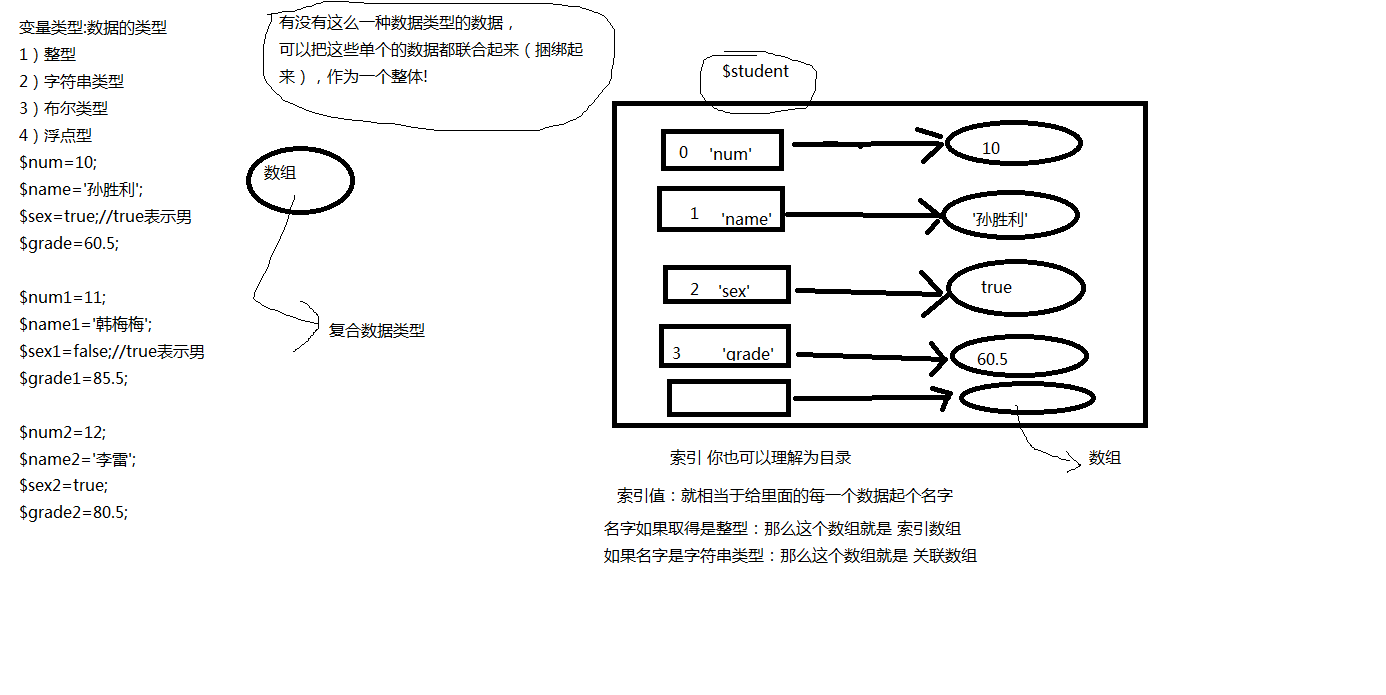 变量类型:数据的类型
1）整型
2）字符串类型
3）布尔类型
4）浮点型
$num=10;
$name='孙胜利';
$sex=true;//true表示男
$grade=60.5;
$num1=11;
$name1='韩梅梅';
$sex1=false;//true表示男
$grade1=85.5;
$num2=12;
$name2='李雷';
$sex2=true;
$grade2=80.5;
有没有这么一种数据类型的数据，
可以把这些单个的数据都联合起来（捆绑起
来），作为一个整体!
数组
复合数据类型
$student
0 'num' 10
1 'name' '孙胜利'
2 'sex' true
3 'grade' 60.5
数组
索引 你也可以理解为目录
索引值：就相当于给里面的每一个数据起个名字
名字如果取得是整型：那么这个数组就是 索引数组
如果名字是字符串类型：那么这个数组就是 关联数组